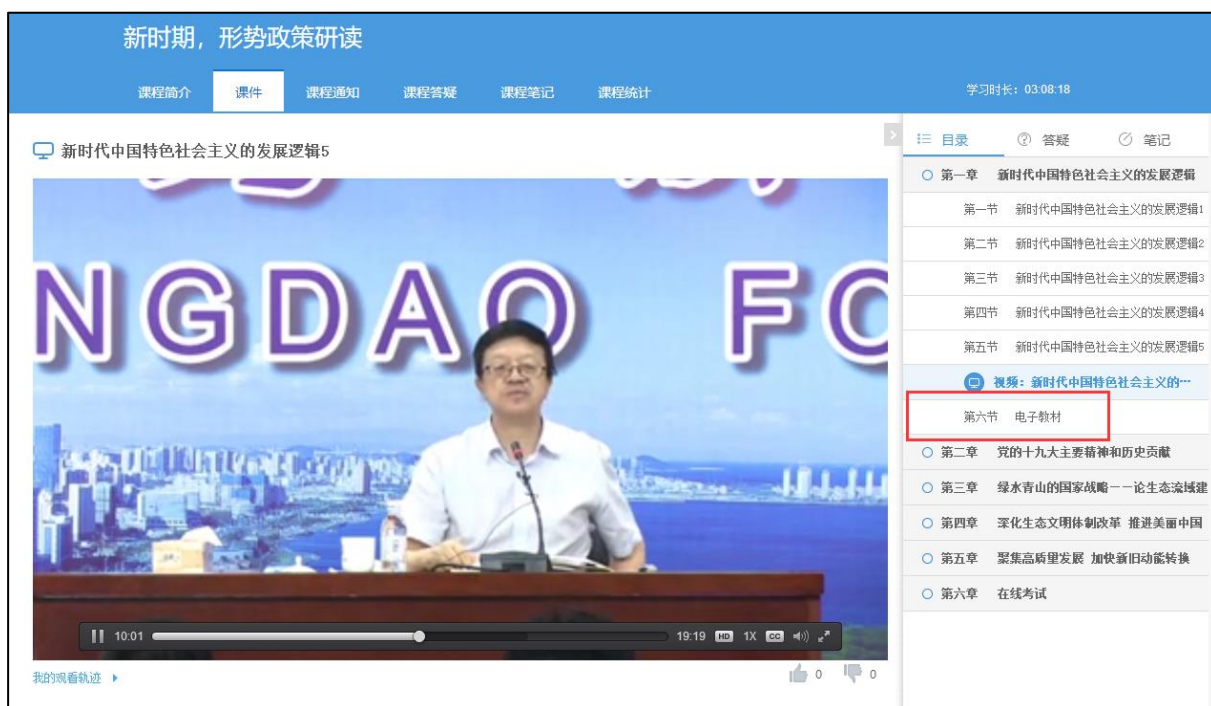 新时期，形势政策研读
课程简介 课件 课程通知 课程答疑 课程笔记 课程统计 学习时长：03:08:18
新时代中国特色社会主义的发展逻辑5
NGDAO FO
10:01 19:19 HD 1X CC
我的观看轨迹
0 0
目录 答疑 笔记
第一章 新时代中国特色社会主义的发展逻辑
第一节 新时代中国特色社会主义的发展逻辑1
第二节 新时代中国特色社会主义的发展逻辑2
第三节 新时代中国特色社会主义的发展逻辑3
第四节 新时代中国特色社会主义的发展逻辑4
第五节 新时代中国特色社会主义的发展逻辑5
视频：新时代中国特色社会主义的…
第六节 电子教材
第二章 党的十九大主要精神和历史贡献
第三章 绿水青山的国家战略——论生态流域建
第四章 深化生态文明体制改革 推进美丽中国
第五章 聚集高质量发展 加快新旧动能转换
第六章 在线考试